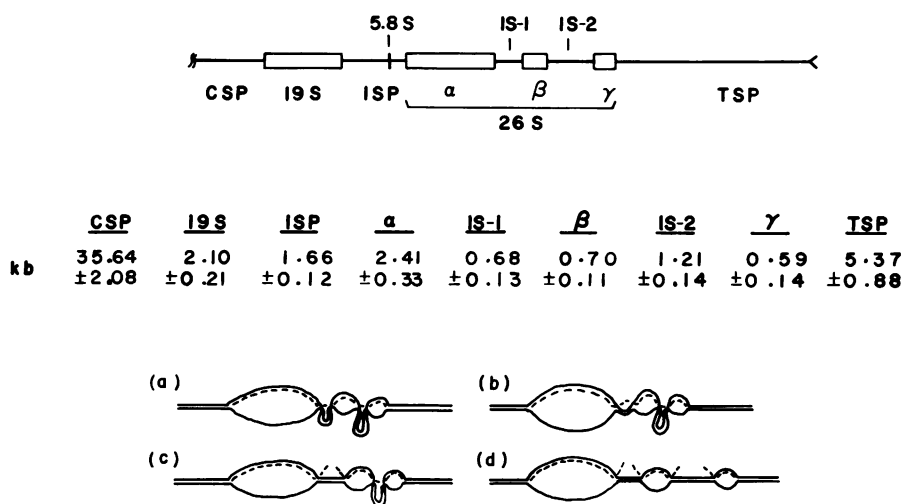 5.8 S IS-1 IS-2
CSP 19S ISP α β γ TSP
26 S
CSP 19S ISP α IS-1 β IS-2 γ TSP
kb 35.64 2.10 1.66 2.41 0.68 0.70 1.21 0.59 5.37
±2.08 ±0.21 ±0.12 ±0.33 ±0.13 ±0.11 ±0.14 ±0.14 ±0.88
(a) (b)
(c) (d)